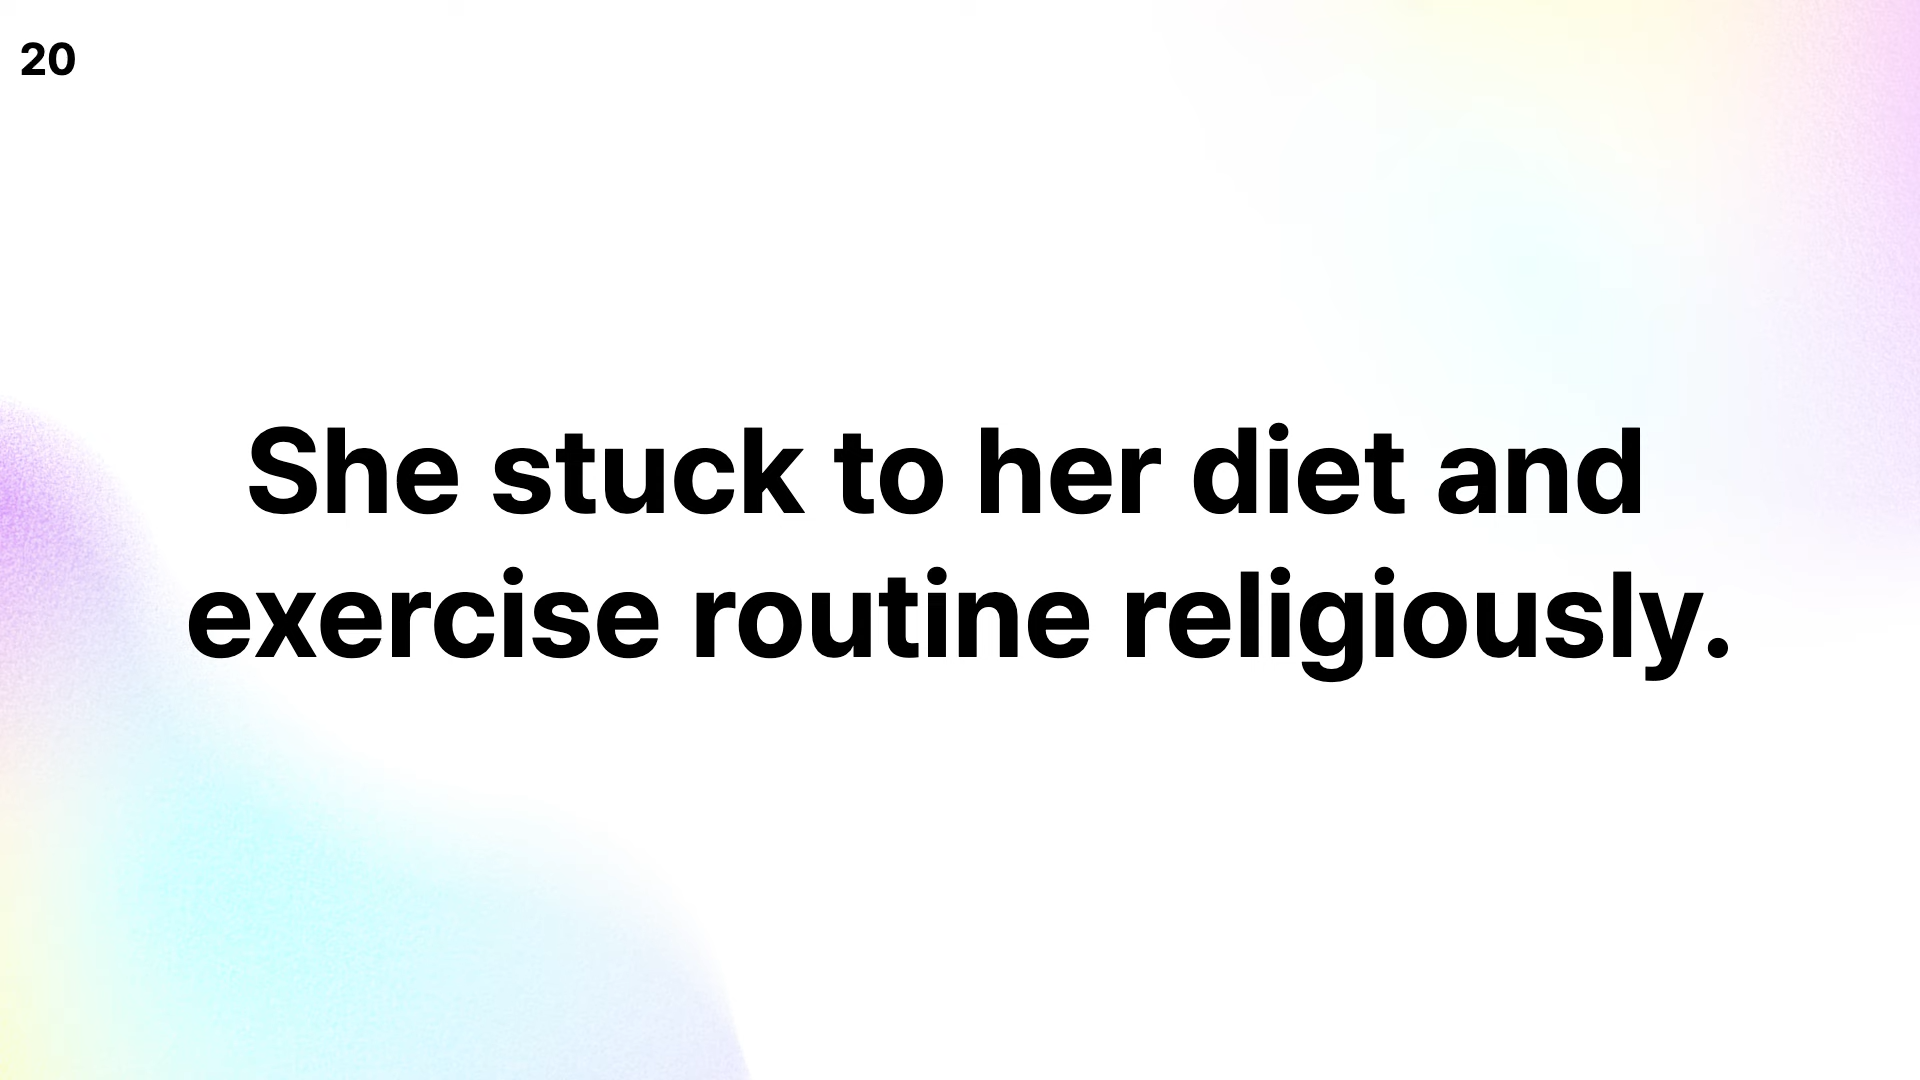 20
She stuck to her diet and
exercise routine religiously.